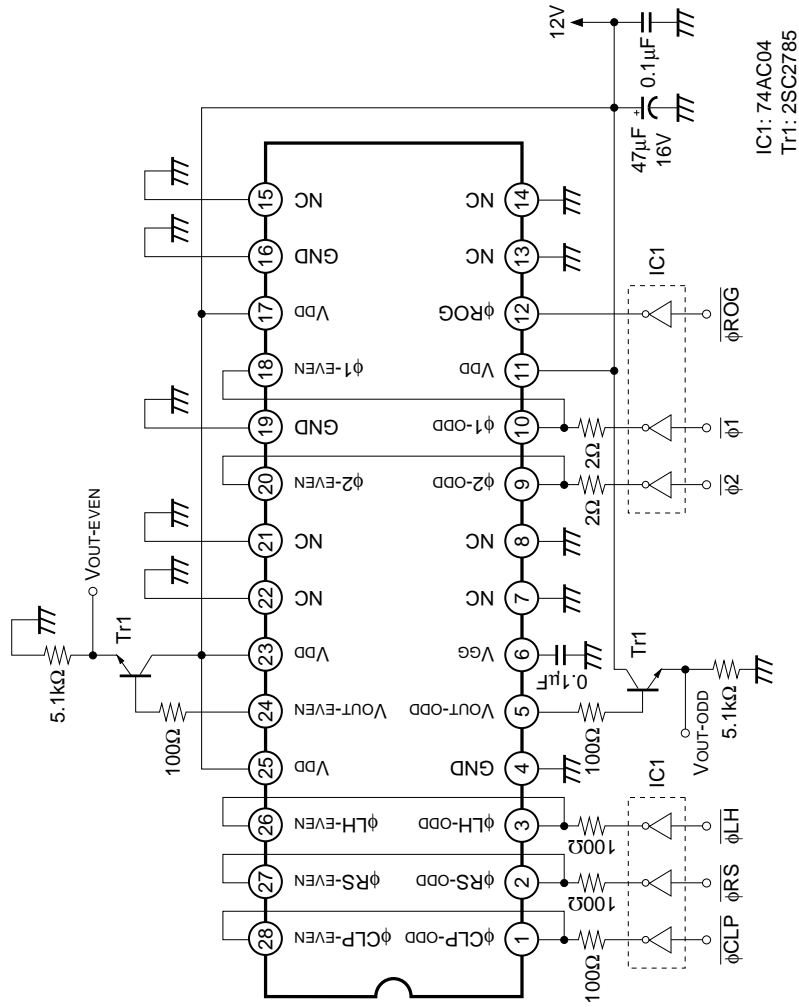 12V
0.1μF
47μF
+
16V
IC1: 74AC04
Tr1: 2SC2785
15
NC
16
GND
17
VDD
18
φ1-EVEN
19
GND
20
φ2-EVEN
21
NC
22
NC
23
VDD
24
VOUT-EVEN
25
VDD
26
φLH-EVEN
27
φRS-EVEN
28
φCLP-EVEN
14
NC
13
NC
12
φROG
11
VDD
10
φ1-ODD
9
φ2-ODD
8
NC
7
NC
6
VGG
5
VOUT-ODD
4
GND
3
φLH-ODD
2
φRS-ODD
1
φCLP-ODD
VOUT-EVEN
Tr1
5.1kΩ
100Ω
IC1
φROG
2Ω
φ1
2Ω
φ2
0.1μF
Tr1
100Ω
VOUT-ODD
5.1kΩ
IC1
100Ω
φLH
100Ω
φRS
100Ω
φCLP